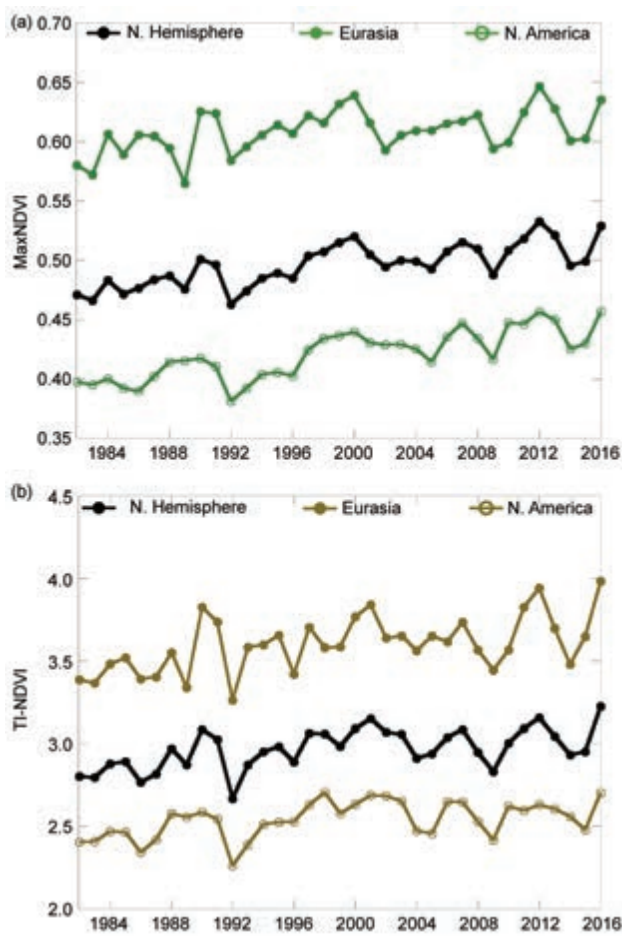 (a)
0.70
N. Hemisphere Eurasia N. America
0.65
0.60
0.55
MaxNDVI
0.50
0.45
0.40
0.35
1984 1988 1992 1996 2000 2004 2008 2012 2016
(b)
4.5
N. Hemisphere Eurasia N. America
4.0
3.5
TI-NDVI
3.0
2.5
2.0
1984 1988 1992 1996 2000 2004 2008 2012 2016